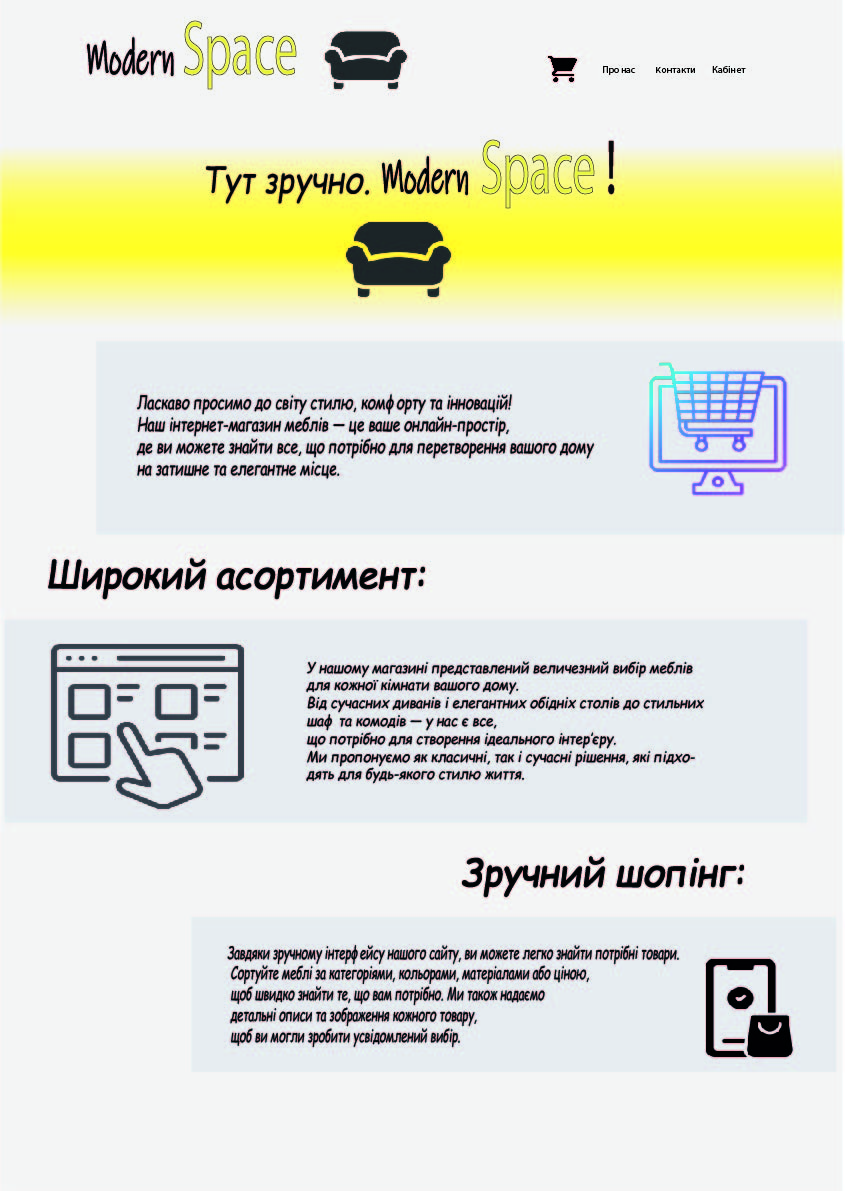 Modern Space
Про нас Контакти Кабінет
Тут зручно. Modern Space !
Ласкаво просимо до світу стилю, комфорту та інновацій!
Наш інтернет-магазин меблів — це ваше онлайн-простір,
де ви можете знайти все, що потрібно для перетворення вашого дому
на затишне та елегантне місце.
Широкий асортимент:
У нашому магазині представлений величезний вибір меблів
для кожної кімнати вашого дому.
Від сучасних диванів і елегантних обідніх столів до стильних
шаф та комодів — у нас є все,
що потрібно для створення ідеального інтер’єру.
Ми пропонуємо як класичні, так і сучасні рішення, які підхо-
дять для будь-якого стилю життя.
Зручний шопінг:
Завдяки зручному інтерфейсу нашого сайту, ви можете легко знайти потрібні товари.
Сортуйте меблі за категоріями, кольорами, матеріалами або ціною,
щоб швидко знайти те, що вам потрібно. Ми також надаємо
детальні описи та зображення кожного товару,
щоб ви могли зробити усвідомлений вибір.